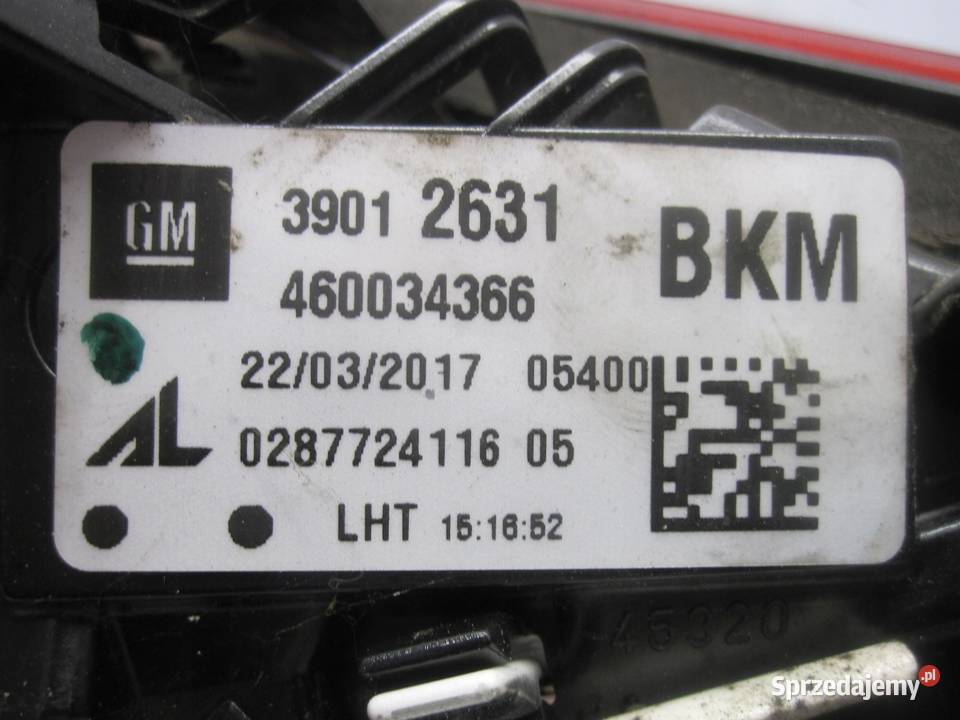 GM
3901 2631
BKM
460034366
22/03/2017 05400
AL
0287724116 05
LHT 15:16:52
45320
Sprzedajemy.pl